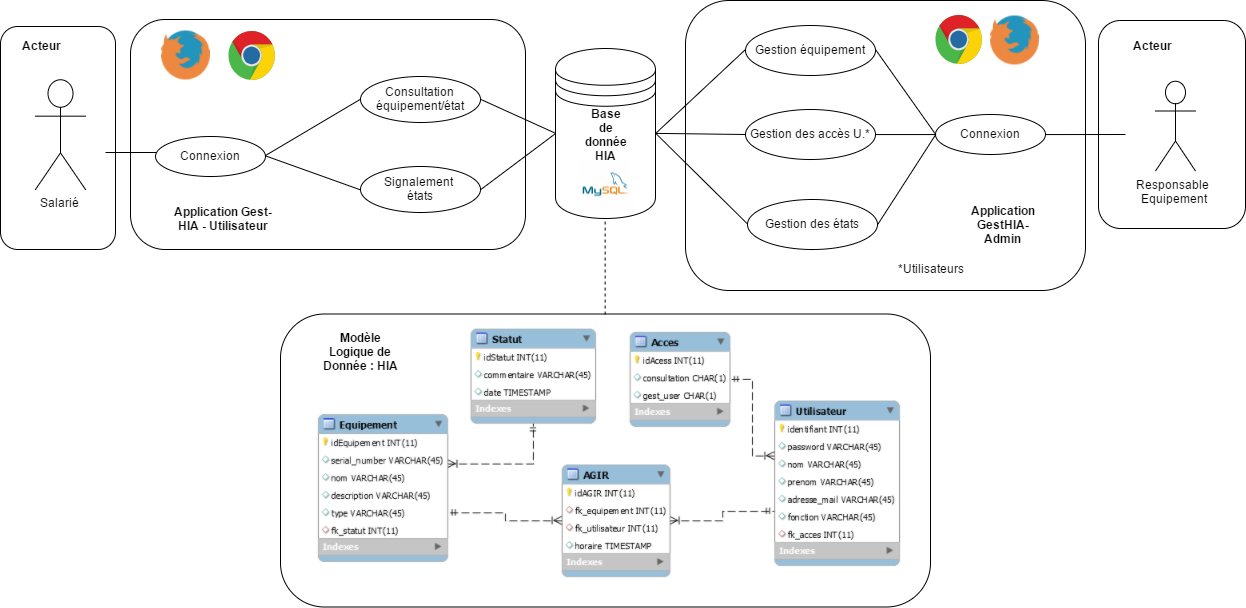 Acteur
Salarié
Connexion
Consultation
équipement/état
Signalement
états
Application Gest-
HIA - Utilisateur
Base
de
donnée
HIA
MySQL
Gestion équipement
Gestion des accès U.*
Gestion des états
Connexion
Application
GestHIA-
Admin
*Utilisateurs
Acteur
Responsable
Equipement
Modèle
Logique de
Donnée : HIA
Statut
idStatut INT(11)
commentaire VARCHAR(45)
date TIMESTAMP
Indexes
Acces
idAcess INT(11)
consultation CHAR(1)
gest_user CHAR(1)
Indexes
Equipement
idEquipement INT(11)
serial_number VARCHAR(45)
nom VARCHAR(45)
description VARCHAR(45)
type VARCHAR(45)
fk_statut INT(11)
Indexes
AGIR
idAGIR INT(11)
fk_equipement INT(11)
fk_utilisateur INT(11)
horaire TIMESTAMP
Indexes
Utilisateur
identifiant INT(11)
password VARCHAR(45)
nom VARCHAR(45)
prenom VARCHAR(45)
adresse_mail VARCHAR(45)
fonction VARCHAR(45)
fk_acces INT(11)
Indexes